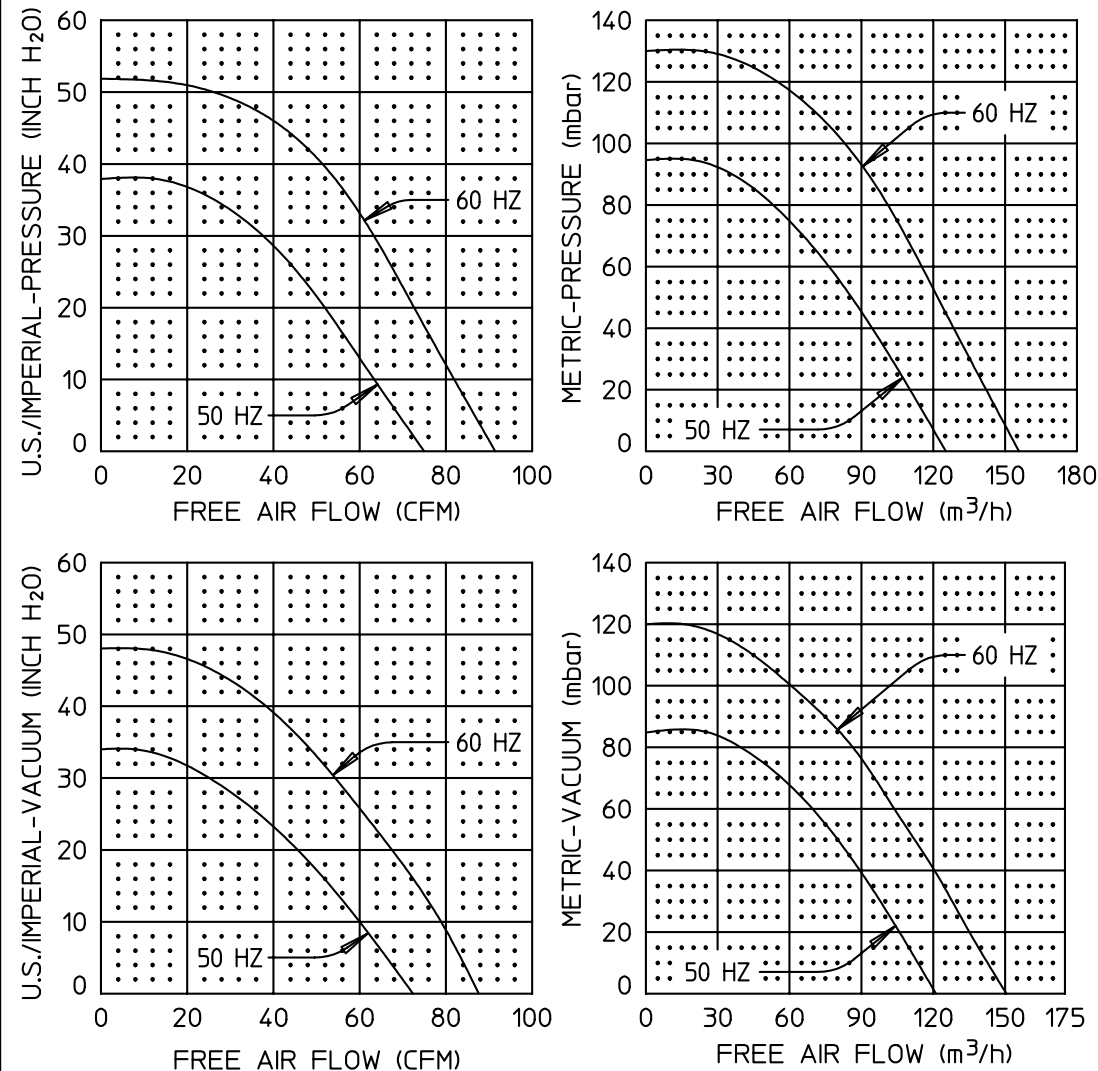 U.S./IMPERIAL-PRESSURE (INCH H₂O)
60
50
40
30
20
10
0
60 HZ
50 HZ
0 20 40 60 80 100
FREE AIR FLOW (CFM)
METRIC-PRESSURE (mbar)
140
120
100
80
60
40
20
0
60 HZ
50 HZ
0 30 60 90 120 150 180
FREE AIR FLOW (m³/h)
U.S./IMPERIAL-VACUUM (INCH H₂O)
60
50
40
30
20
10
0
60 HZ
50 HZ
0 20 40 60 80 100
FREE AIR FLOW (CFM)
METRIC-VACUUM (mbar)
140
120
100
80
60
40
20
0
60 HZ
50 HZ
0 30 60 90 120 150 175
FREE AIR FLOW (m³/h)